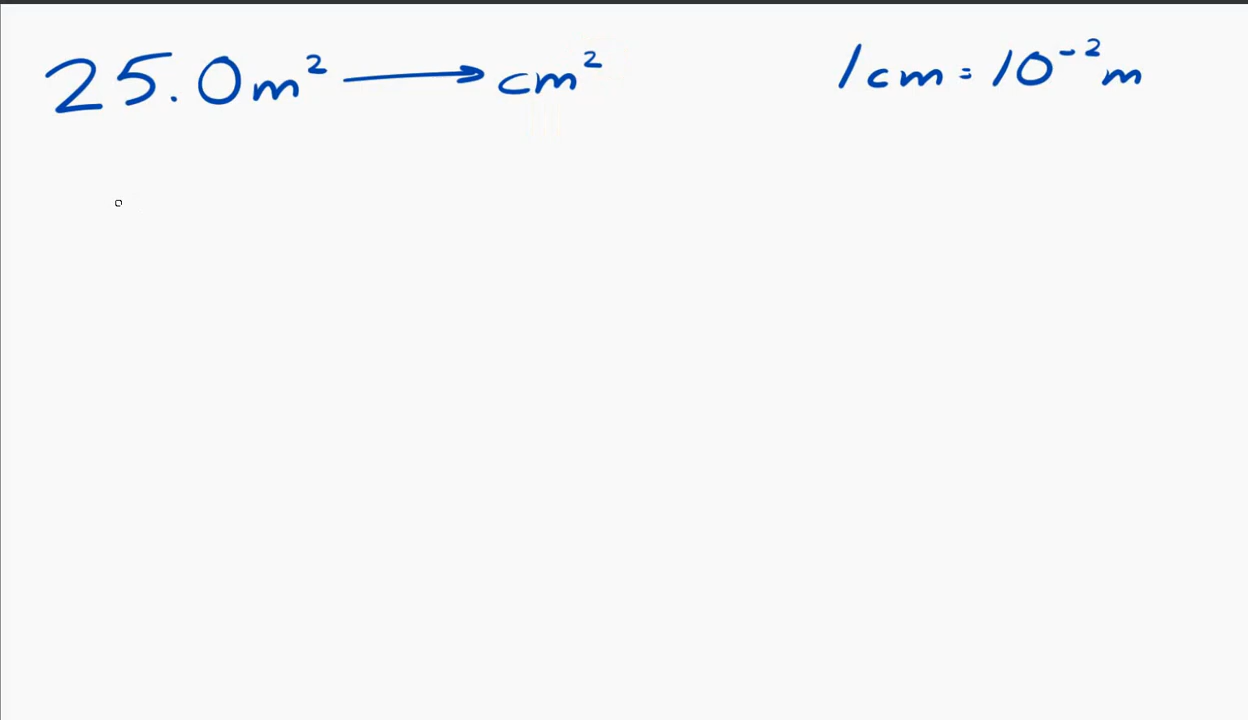 25.0m² → cm²
1cm = 10⁻²m